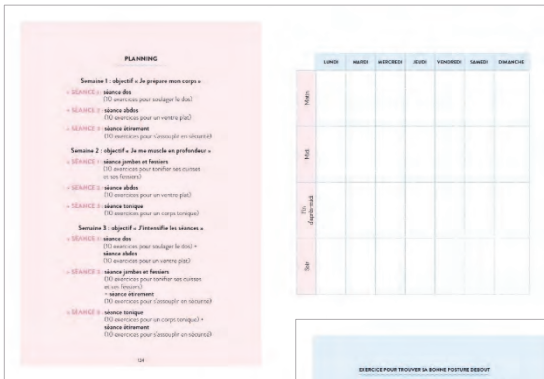 PLANNING
Semaine 1 : objectif « Je prépare mon corps »
» SÉANCE 1 : séance dos
(10 exercices pour soulager le dos)
» SÉANCE 2 : séance abdos
(10 exercices pour un ventre plat)
» SÉANCE 3 : séance étirement
(10 exercices pour s'assouplir en sécurité)
Semaine 2 : objectif « Je me muscle en profondeur »
» SÉANCE 1 : séance jambes et fessiers
(10 exercices pour tonifier ses cuisses
et ses fessiers)
» SÉANCE 2 : séance abdos
(10 exercices pour un ventre plat)
» SÉANCE 3 : séance tonique
(10 exercices pour un corps tonique)
Semaine 3 : objectif « J'intensifie les séances »
» SÉANCE 1 : séance dos
(10 exercices pour soulager le dos) +
séance abdos
(10 exercices pour un ventre plat)
» SÉANCE 2 : séance jambes et fessiers
(10 exercices pour tonifier ses cuisses
et ses fessiers)
+ séance étirement
(10 exercices pour s'assouplir en sécurité)
» SÉANCE 3 : séance tonique
(10 exercices pour un corps tonique) +
séance étirement
(10 exercices pour s'assouplir en sécurité)
124
LUNDI MARDI MERCREDI JEUDI VENDREDI SAMEDI DIMANCHE
Matin
Midi
Fin
d'après-midi
Soir
EXERCICE POUR TROUVER SA BONNE POSTURE DEBOUT